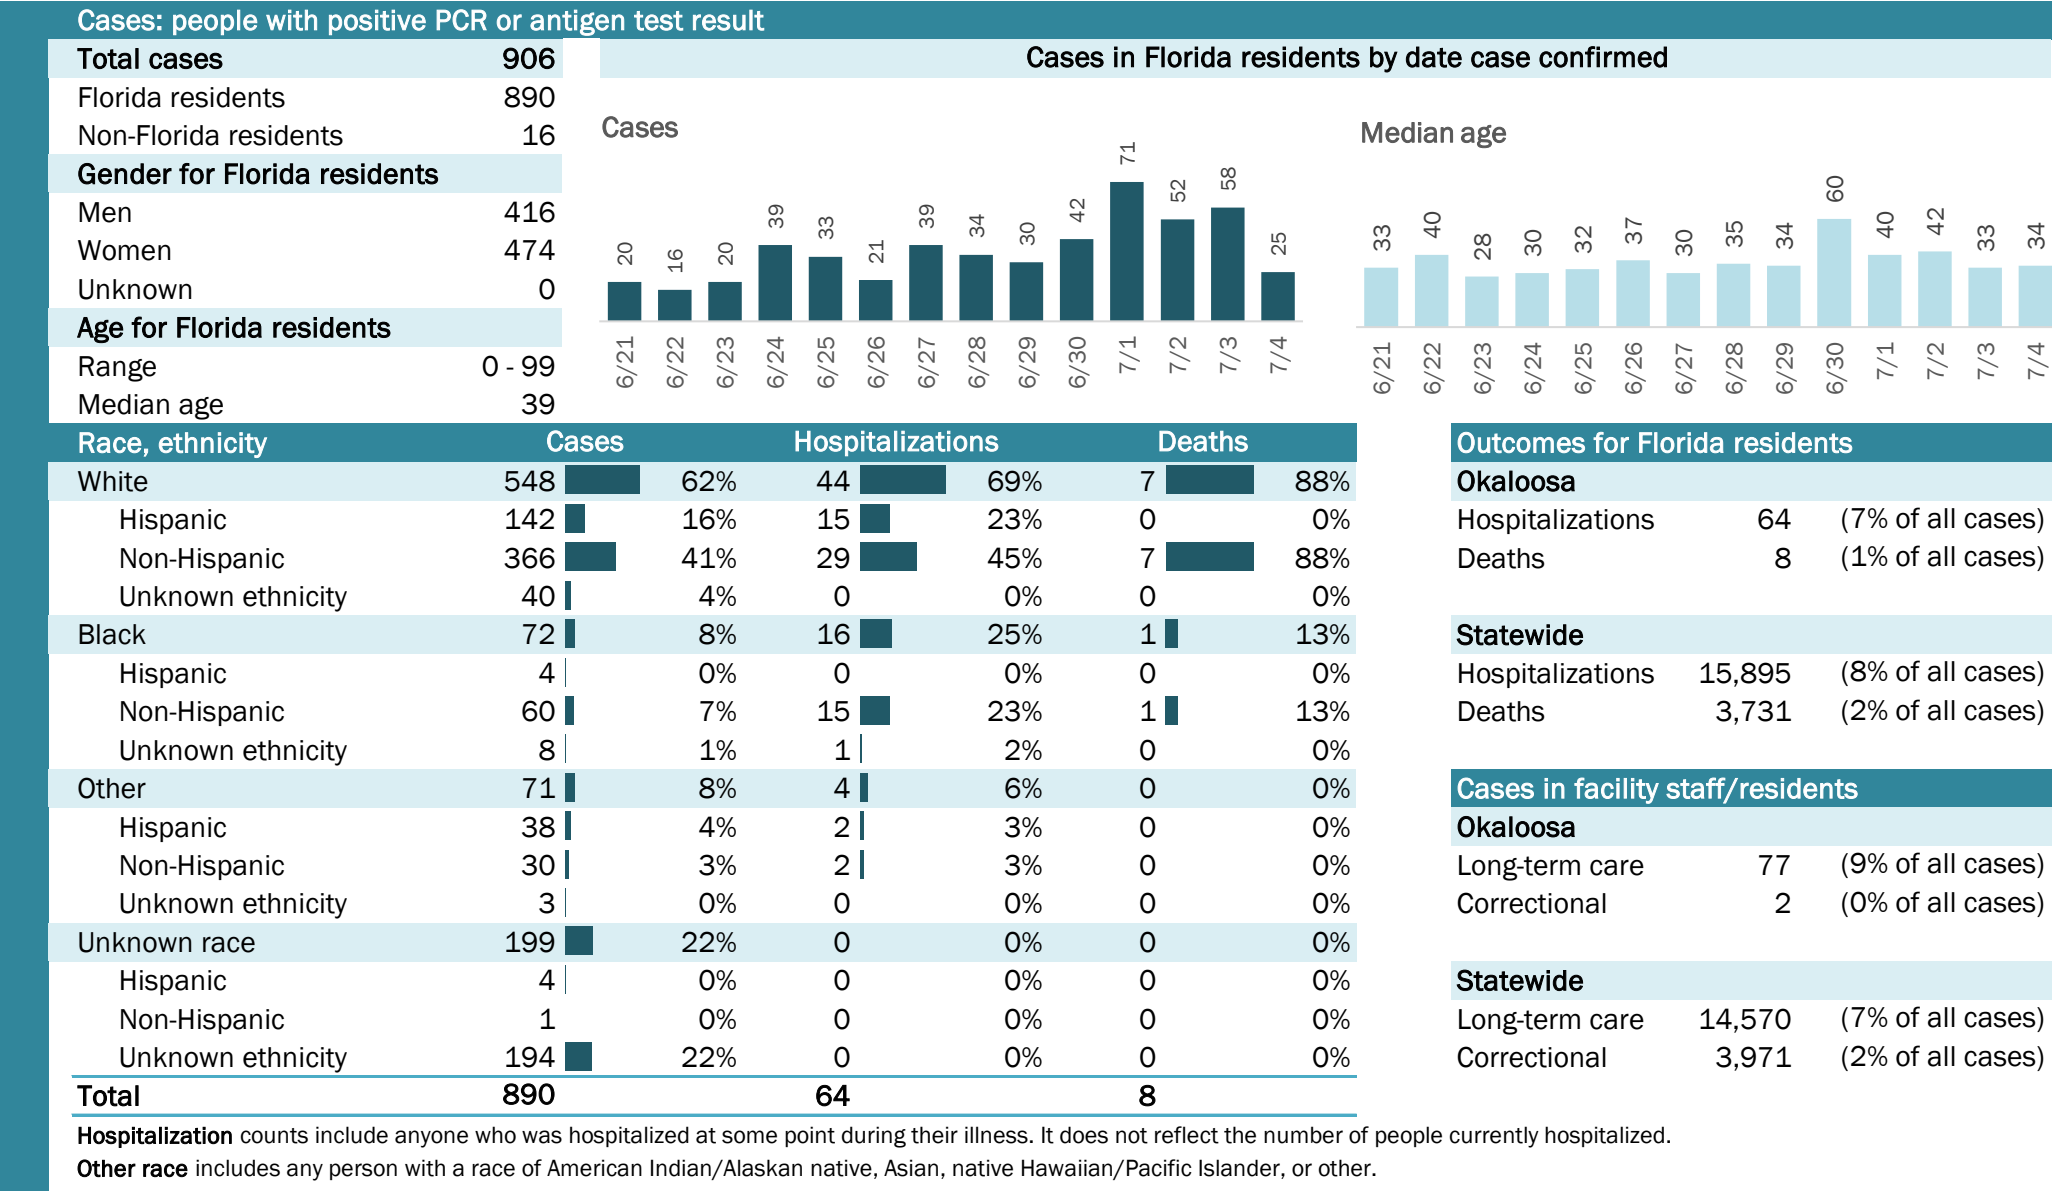 Cases: people with positive PCR or antigen test result
Total cases 906
Florida residents 890
Non-Florida residents 16
Gender for Florida residents
Men 416
Women 474
Unknown 0
Age for Florida residents
Range 0 - 99
Median age 39
Cases in Florida residents by date case confirmed
Cases
20 16 20 39 33 21 39 34 30 42 71 52 58 25
6/21 6/22 6/23 6/24 6/25 6/26 6/27 6/28 6/29 6/30 7/1 7/2 7/3 7/4
Median age
33 40 28 30 32 37 30 35 34 60 40 42 33 34
6/21 6/22 6/23 6/24 6/25 6/26 6/27 6/28 6/29 6/30 7/1 7/2 7/3 7/4
Race, ethnicity Cases Hospitalizations Deaths
White 548 62% 44 69% 7 88%
Hispanic 142 16% 15 23% 0 0%
Non-Hispanic 366 41% 29 45% 7 88%
Unknown ethnicity 40 4% 0 0% 0 0%
Black 72 8% 16 25% 1 13%
Hispanic 4 0% 0 0% 0 0%
Non-Hispanic 60 7% 15 23% 1 13%
Unknown ethnicity 8 1% 1 2% 0 0%
Other 71 8% 4 6% 0 0%
Hispanic 38 4% 2 3% 0 0%
Non-Hispanic 30 3% 2 3% 0 0%
Unknown ethnicity 3 0% 0 0% 0 0%
Unknown race 199 22% 0 0% 0 0%
Hispanic 4 0% 0 0% 0 0%
Non-Hispanic 1 0% 0 0% 0 0%
Unknown ethnicity 194 22% 0 0% 0 0%
Total 890 64 8
Outcomes for Florida residents
Okaloosa
Hospitalizations 64 (7% of all cases)
Deaths 8 (1% of all cases)
Statewide
Hospitalizations 15,895 (8% of all cases)
Deaths 3,731 (2% of all cases)
Cases in facility staff/residents
Okaloosa
Long-term care 77 (9% of all cases)
Correctional 2 (0% of all cases)
Statewide
Long-term care 14,570 (7% of all cases)
Correctional 3,971 (2% of all cases)
Hospitalization counts include anyone who was hospitalized at some point during their illness. It does not reflect the number of people currently hospitalized.
Other race includes any person with a race of American Indian/Alaskan native, Asian, native Hawaiian/Pacific Islander, or other.